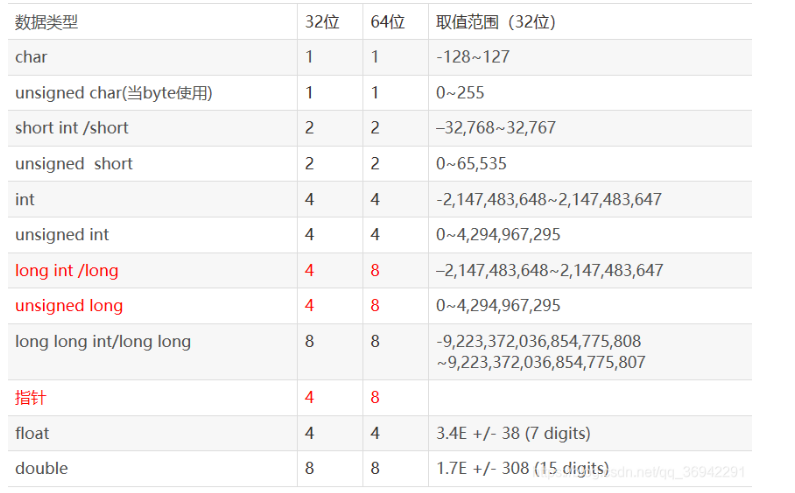 数据类型 32位 64位 取值范围（32位）
char 1 1 -128~127
unsigned char(当byte使用) 1 1 0~255
short int /short 2 2 –32,768~32,767
unsigned  short 2 2 0~65,535
int 4 4 -2,147,483,648~2,147,483,647
unsigned int 4 4 0~4,294,967,295
long int /long 4 8 –2,147,483,648~2,147,483,647
unsigned long 4 8 0~4,294,967,295
long long int/long long 8 8 -9,223,372,036,854,775,808
~9,223,372,036,854,775,807
指针 4 8
float 4 4 3.4E +/- 38 (7 digits)
double 8 8 1.7E +/- 308 (15 digits)
sdn.net/qq_36942291